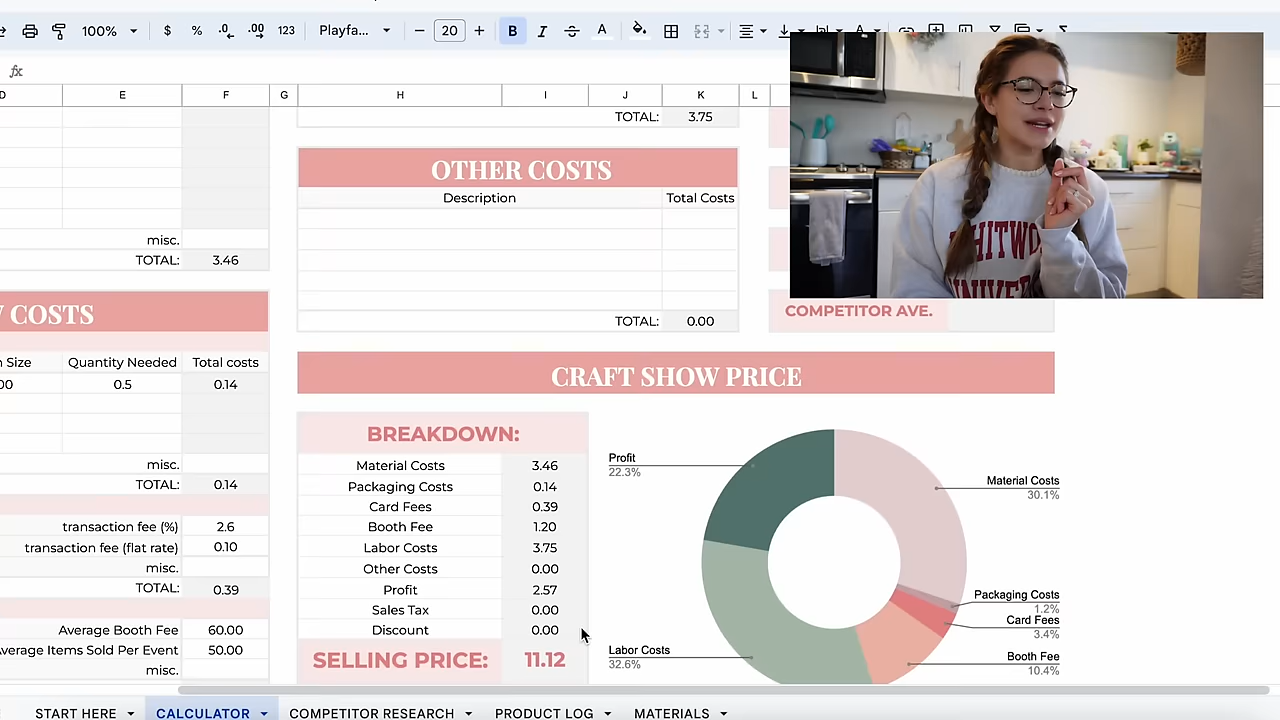 100% $ % .0 .00 123 Playfa... − 20 + B I S A
fx
D E F G H I J K L
TOTAL: 3.75
OTHER COSTS
Description Total Costs
misc.
TOTAL: 3.46
TOTAL: 0.00
COMPETITOR AVE.
COSTS
Size Quantity Needed Total costs
00 0.5 0.14
misc.
TOTAL: 0.14
transaction fee (%) 2.6
transaction fee (flat rate) 0.10
misc.
TOTAL: 0.39
Average Booth Fee 60.00
verage Items Sold Per Event 50.00
misc.
CRAFT SHOW PRICE
BREAKDOWN:
Material Costs 3.46
Packaging Costs 0.14
Card Fees 0.39
Booth Fee 1.20
Labor Costs 3.75
Other Costs 0.00
Profit 2.57
Sales Tax 0.00
Discount 0.00
SELLING PRICE: 11.12
Profit
22.3%
Labor Costs
32.6%
Material Costs
30.1%
Packaging Costs
1.2%
Card Fees
3.4%
Booth Fee
10.4%
START HERE CALCULATOR COMPETITOR RESEARCH PRODUCT LOG MATERIALS